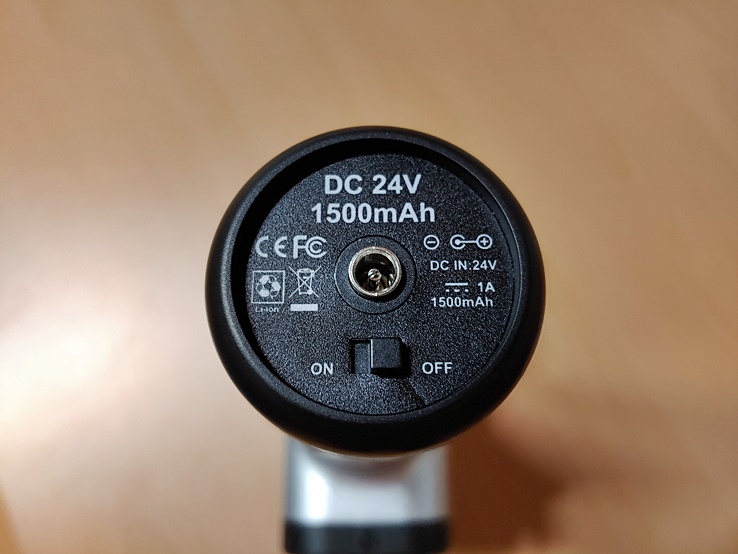 DC 24V
1500mAh
CE FC
DC IN:24V
1A
1500mAh
Li-ion
ON
OFF